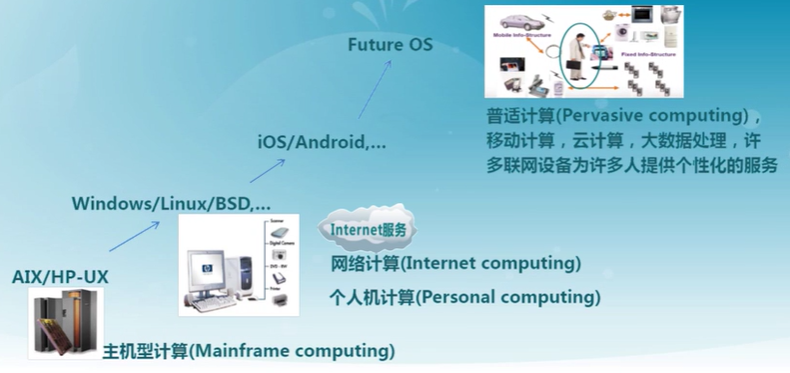 Future OS
Mobile Info-Structure
Fixed Info-Structure
普适计算(Pervasive computing)，
移动计算，云计算，大数据处理，许
多联网设备为许多人提供个性化的服务
iOS/Android,...
Windows/Linux/BSD,...
Scanner
Digital Camera
DVD - RW
Printer
Internet服务
网络计算(Internet computing)
个人机计算(Personal computing)
AIX/HP-UX
主机型计算(Mainframe computing)